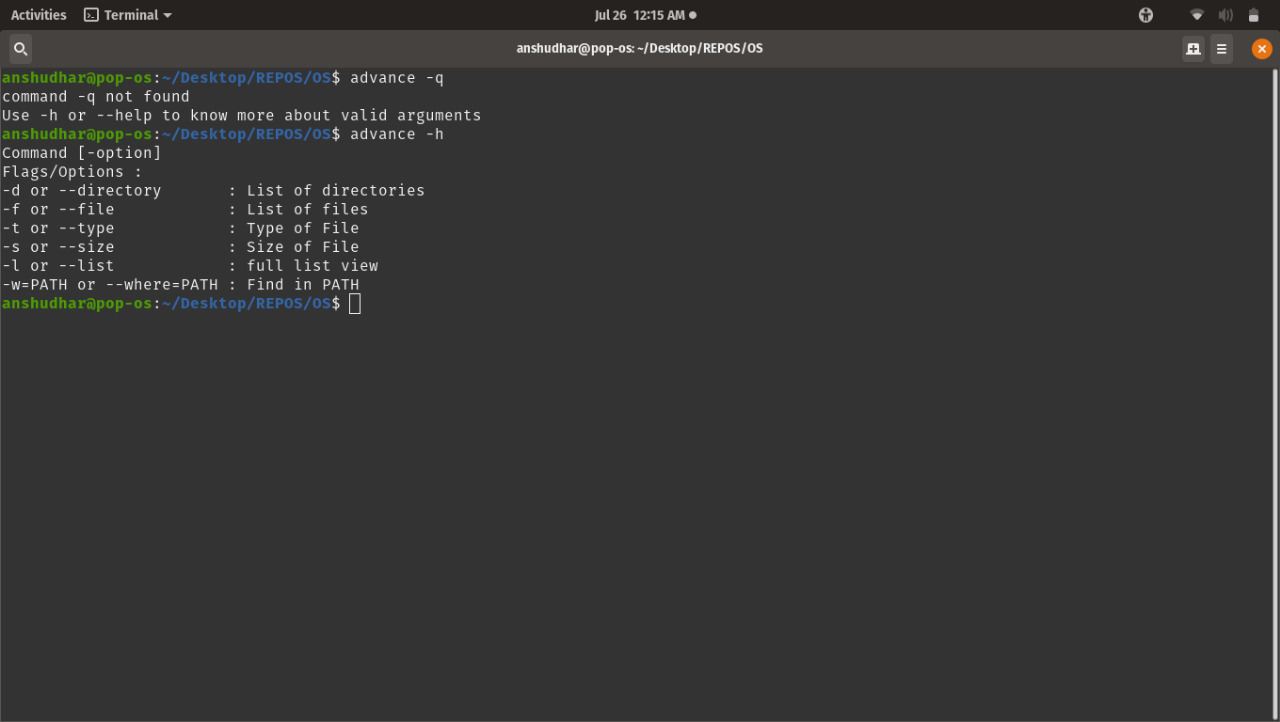 Activities Terminal Jul 26 12:15 AM
anshudhar@pop-os: ~/Desktop/REPOS/OS
anshudhar@pop-os:~/Desktop/REPOS/OS$ advance -q
command -q not found
Use -h or --help to know more about valid arguments
anshudhar@pop-os:~/Desktop/REPOS/OS$ advance -h
Command [-option]
Flags/Options :
-d or --directory       : List of directories
-f or --file            : List of files
-t or --type            : Type of File
-s or --size            : Size of File
-l or --list            : full list view
-w=PATH or --where=PATH : Find in PATH
anshudhar@pop-os:~/Desktop/REPOS/OS$